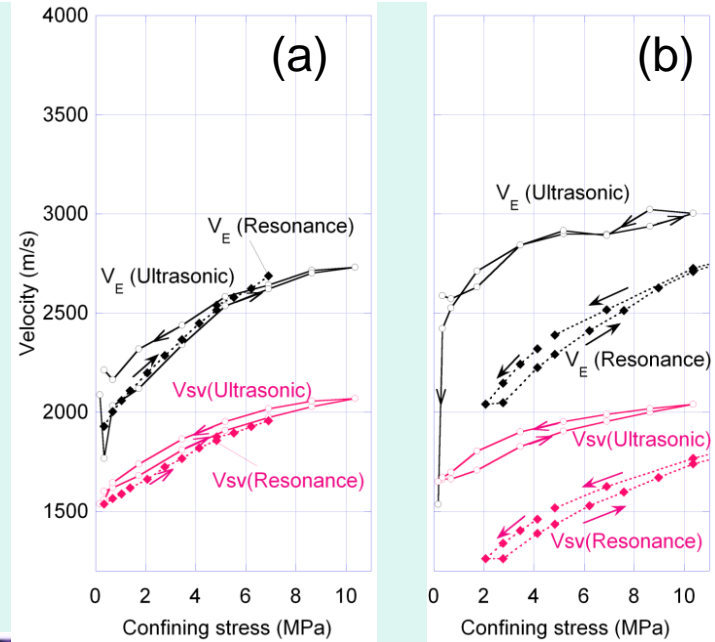 (a)
(b)
4000
3500
3000
2500
2000
1500
Velocity (m/s)
V_E (Resonance)
V_E (Ultrasonic)
Vsv(Ultrasonic)
Vsv(Resonance)
0 2 4 6 8 10
Confining stress (MPa)
V_E (Ultrasonic)
V_E (Resonance)
Vsv(Ultrasonic)
Vsv(Resonance)
0 2 4 6 8 10
Confining stress (MPa)